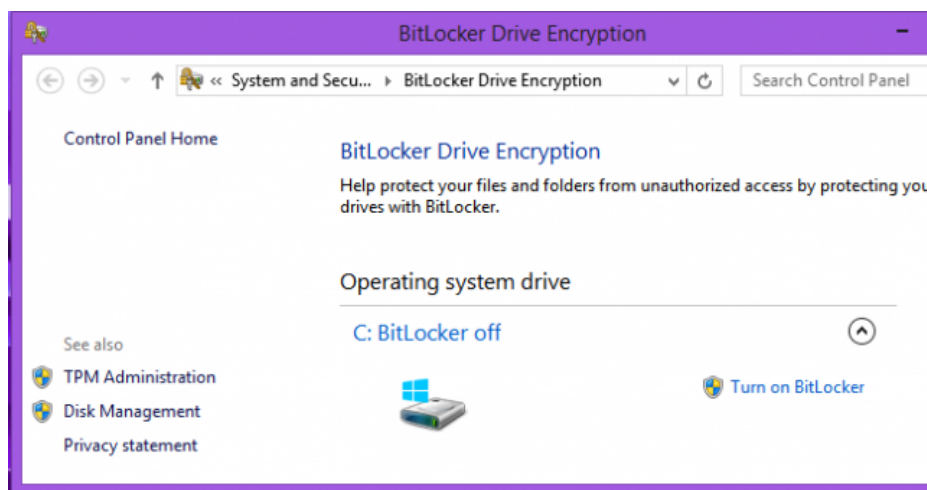 BitLocker Drive Encryption
« System and Secu... ▸ BitLocker Drive Encryption
Search Control Panel
Control Panel Home
BitLocker Drive Encryption
Help protect your files and folders from unauthorized access by protecting
drives with BitLocker.
Operating system drive
C: BitLocker off
Turn on BitLocker
See also
TPM Administration
Disk Management
Privacy statement